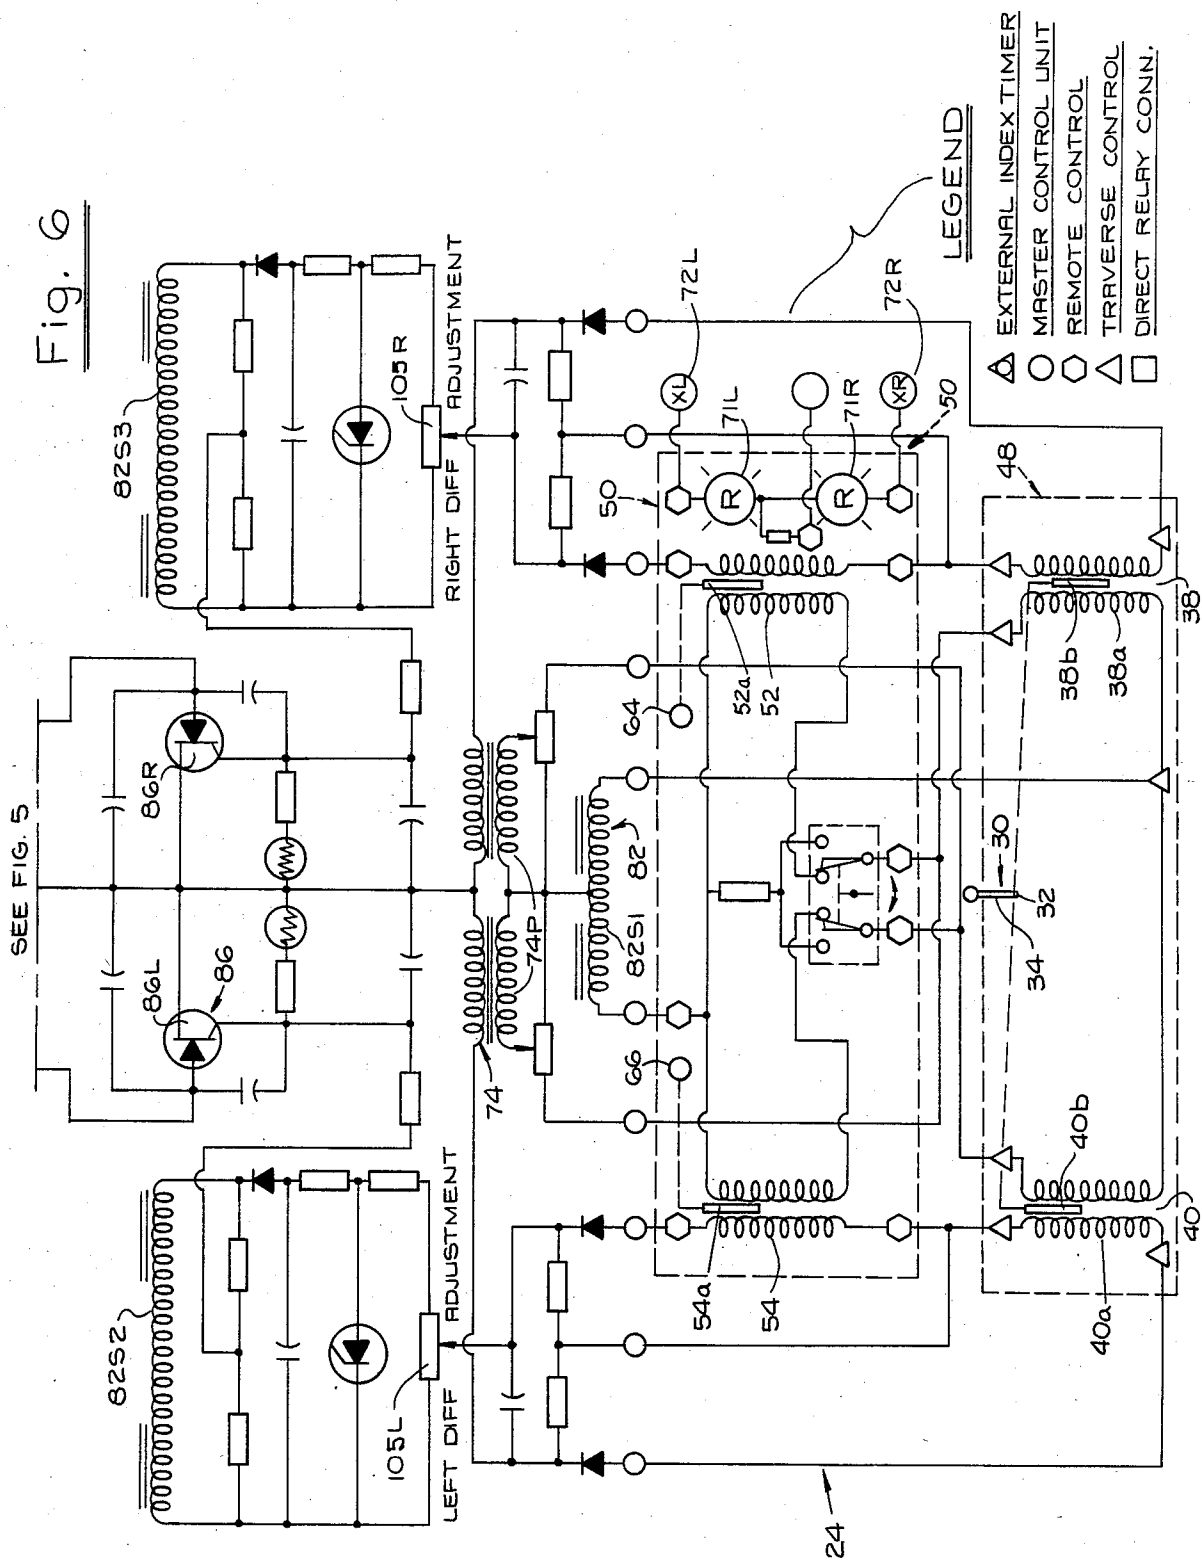 Fig. 6
SEE FIG. 5
82S2
82S3
86L
86
86R
105L
LEFT DIFF ADJUSTMENT
105R
RIGHT DIFF ADJUSTMENT
74
74P
82S1
82
66
64
50
72L
XL
71L
R
71R
R
XR
72R
50
54a
54
52a
52
24
40b
40a
40
34
32
30
38b
38a
38
48
LEGEND
EXTERNAL INDEX TIMER
MASTER CONTROL UNIT
REMOTE CONTROL
TRAVERSE CONTROL
DIRECT RELAY CONN.